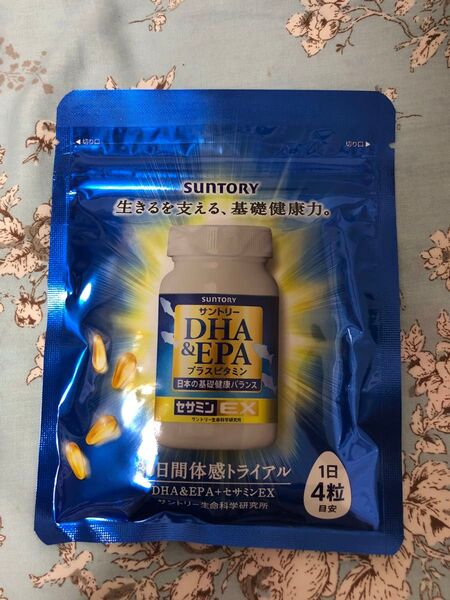 切り口
切り口
SUNTORY
生きるを支える、基礎健康力。
SUNTORY
サントリー
DHA
&EPA
プラスビタミン
日本の基礎健康バランス
セサミンEX
サントリー生命科学研究所
日間体感トライアル
DHA&EPA+セサミンEX
サントリー生命科学研究所
1日
4粒
目安